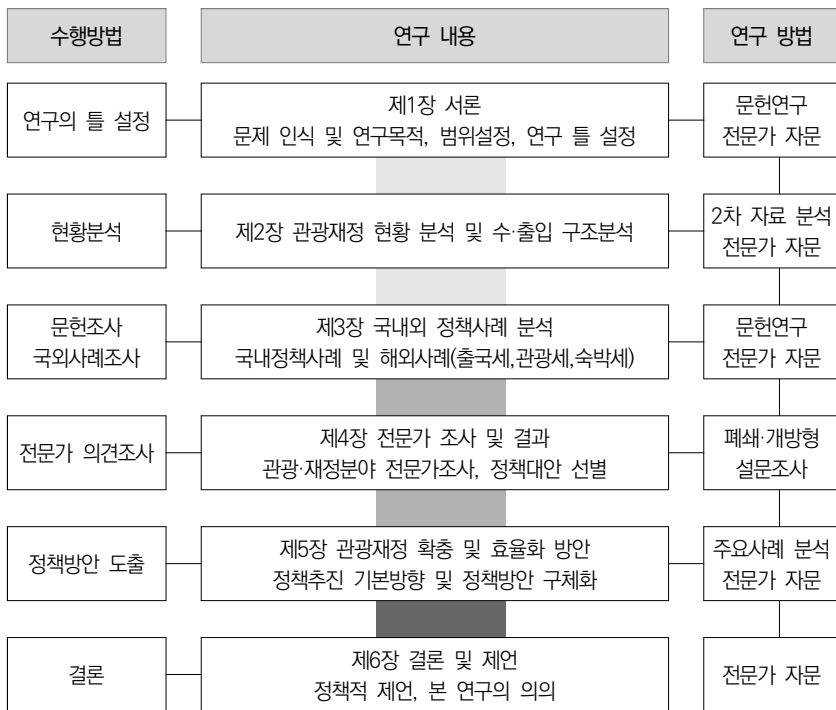 수행방법
연구 내용
연구 방법
연구의 틀 설정
제1장 서론
문제 인식 및 연구목적, 범위설정, 연구 틀 설정
문헌연구
전문가 자문
현황분석
제2장 관광재정 현황 분석 및 수·출입 구조분석
2차 자료 분석
전문가 자문
문헌조사
국외사례조사
제3장 국내외 정책사례 분석
국내정책사례 및 해외사례(출국세,관광세,숙박세)
문헌연구
전문가 자문
전문가 의견조사
제4장 전문가 조사 및 결과
관광·재정분야 전문가조사, 정책대안 선별
폐쇄·개방형
설문조사
정책방안 도출
제5장 관광재정 확충 및 효율화 방안
정책추진 기본방향 및 정책방안 구체화
주요사례 분석
전문가 자문
결론
제6장 결론 및 제언
정책적 제언, 본 연구의 의의
전문가 자문